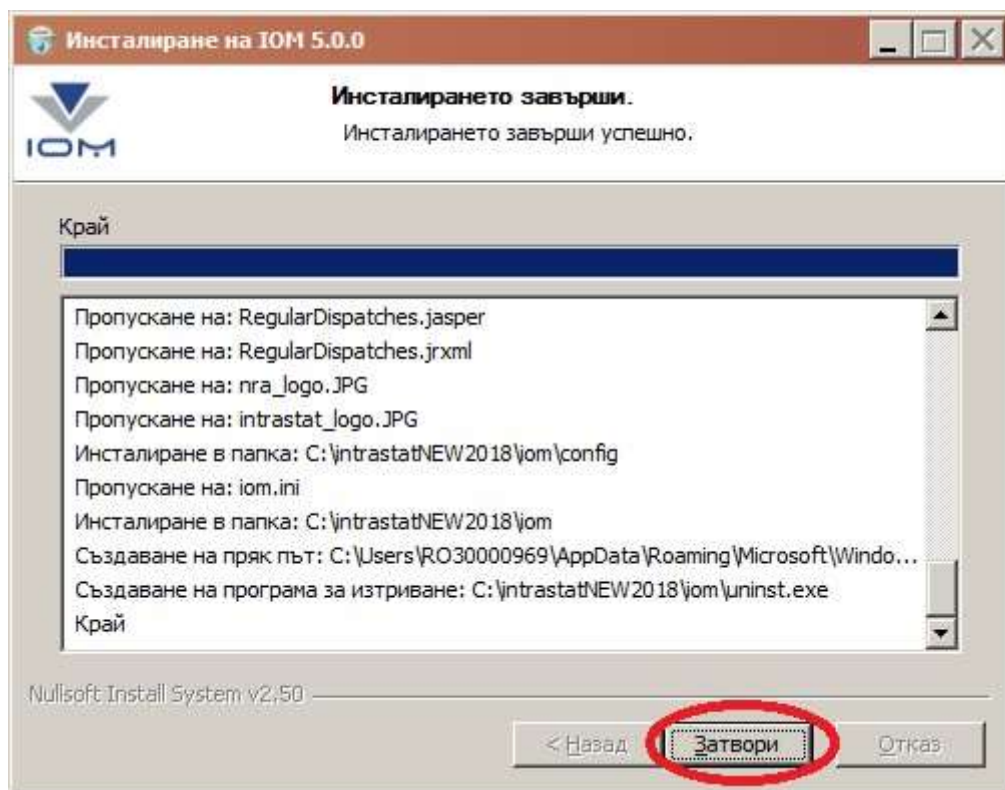 Инсталиране на IOM 5.0.0
Инсталирането завърши.
Инсталирането завърши успешно.
IOM
Край
Пропускане на: RegularDispatches.jasper
Пропускане на: RegularDispatches.jrxml
Пропускане на: nra_logo.JPG
Пропускане на: intrastat_logo.JPG
Инсталиране в папка: C:\intrastatNEW2018\iom\config
Пропускане на: iom.ini
Инсталиране в папка: C:\intrastatNEW2018\iom
Създаване на пряк път: C:\Users\RO30000969\AppData\Roaming\Microsoft\Windo...
Създаване на програма за изтриване: C:\intrastatNEW2018\iom\uninst.exe
Край
Nullsoft Install System v2.50
< Назад Затвори Отказ